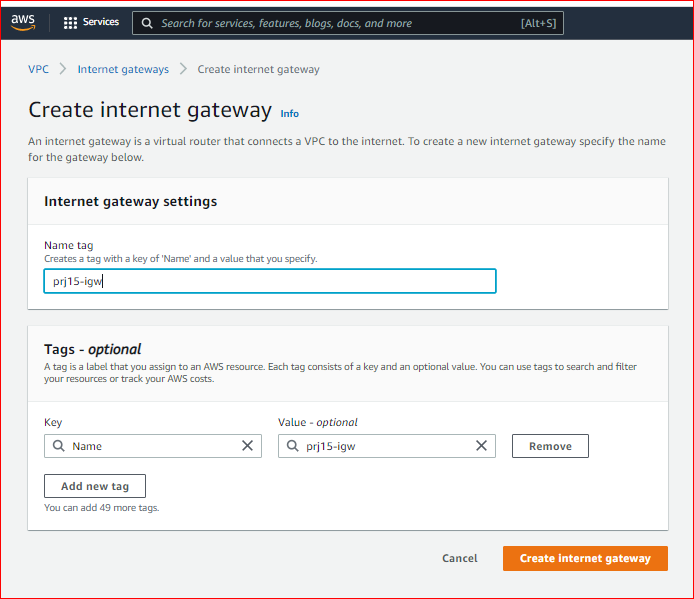 aws Services Search for services, features, blogs, docs, and more [Alt+S]
VPC Internet gateways Create internet gateway
Create internet gateway Info
An internet gateway is a virtual router that connects a VPC to the internet. To create a new internet gateway specify the name
for the gateway below.
Internet gateway settings
Name tag
Creates a tag with a key of 'Name' and a value that you specify.
prj15-igw
Tags - optional
A tag is a label that you assign to an AWS resource. Each tag consists of a key and an optional value. You can use tags to search and filter
your resources or track your AWS costs.
Key Value - optional
Name prj15-igw Remove
Add new tag
You can add 49 more tags.
Cancel Create internet gateway